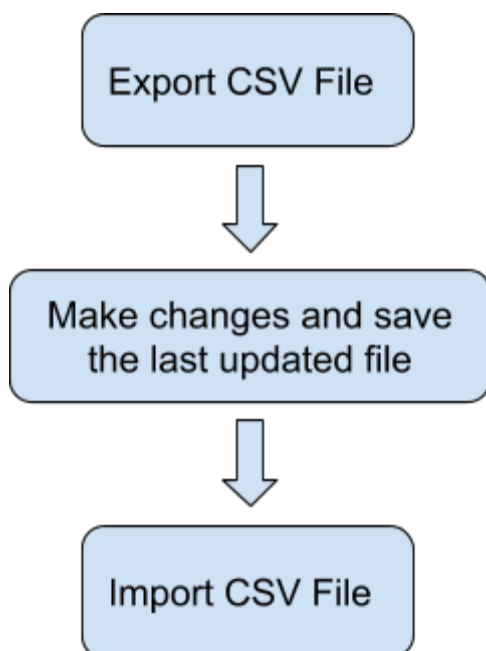 Export CSV File
Make changes and save
the last updated file
Import CSV File